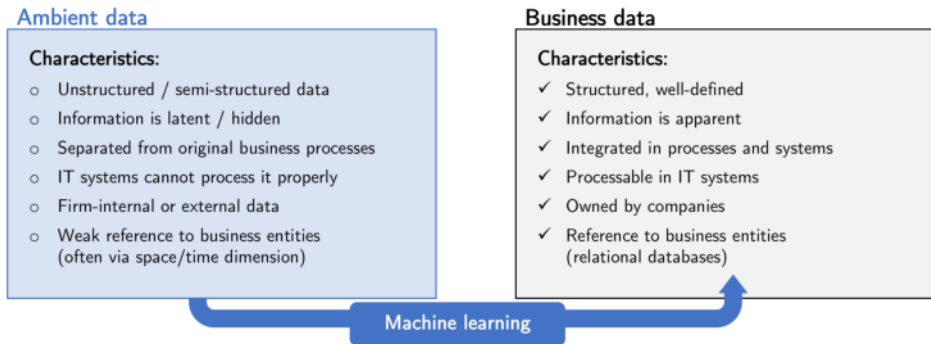 Ambient data
Characteristics:
○ Unstructured / semi-structured data
○ Information is latent / hidden
○ Separated from original business processes
○ IT systems cannot process it properly
○ Firm-internal or external data
○ Weak reference to business entities
(often via space/time dimension)
Business data
Characteristics:
✓ Structured, well-defined
✓ Information is apparent
✓ Integrated in processes and systems
✓ Processable in IT systems
✓ Owned by companies
✓ Reference to business entities
(relational databases)
Machine learning